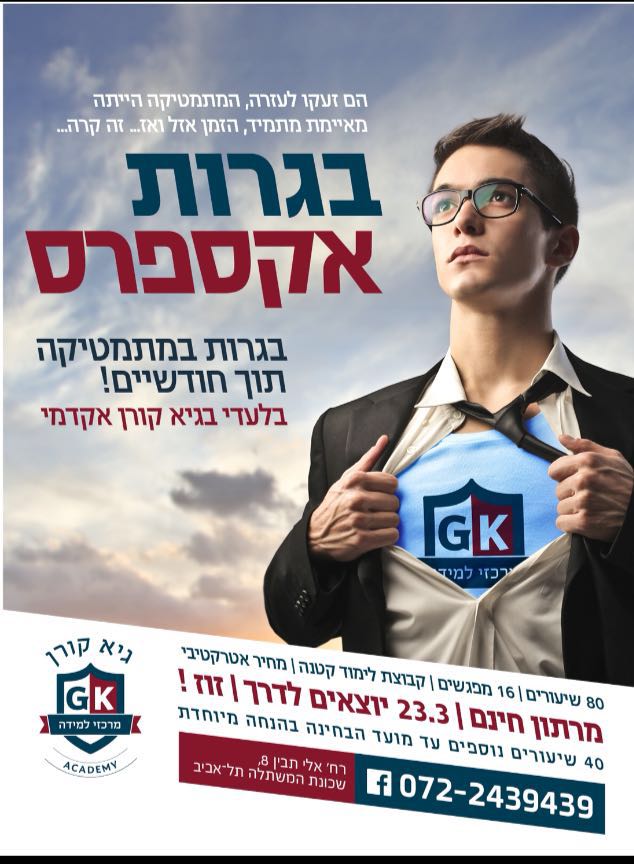 הם זעקו לעזרה, המתמטיקה הייתה
מאיימת מתמיד, הזמן אזל ואז... זה קרה...
בגרות
אקספרס
בגרות במתמטיקה
תוך חודשיים!
בלעדי בגיא קורן אקדמי
GK
מרכזי למידה
80 שיעורים | 16 מפגשים | קבוצת לימוד קטנה | מחיר אטרקטיבי
מרתון חינם | 23.3 יוצאים לדרך | זוז !
40 שיעורים נוספים עד מועד הבחינה בהנחה מיוחדת
רח' אלי תבין 8,
שכונת המשתלה תל-אביב
072-2439439
גיא קורן
GK
מרכזי למידה
ACADEMY